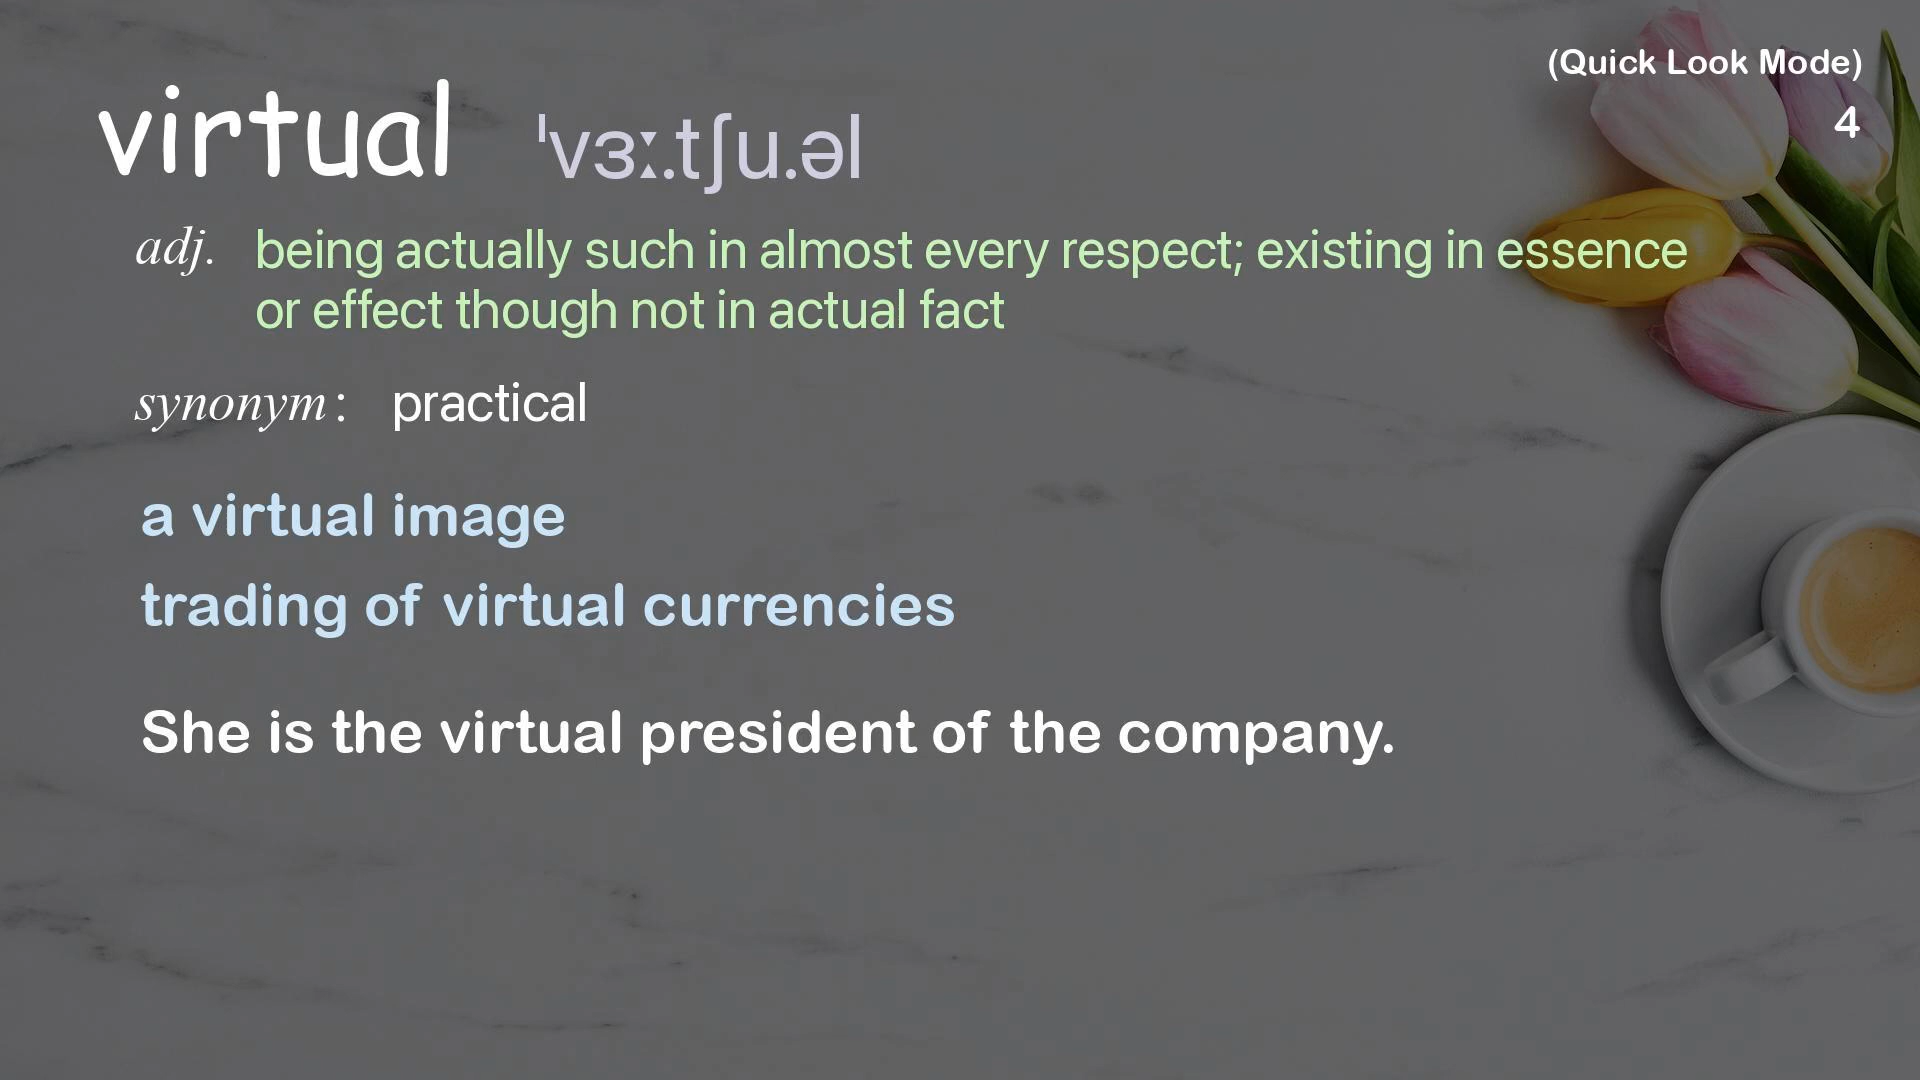 (Quick Look Mode)
4
virtual ˈvɜː.tʃu.əl
adj. being actually such in almost every respect; existing in essence
or effect though not in actual fact
synonym: practical
a virtual image
trading of virtual currencies
She is the virtual president of the company.